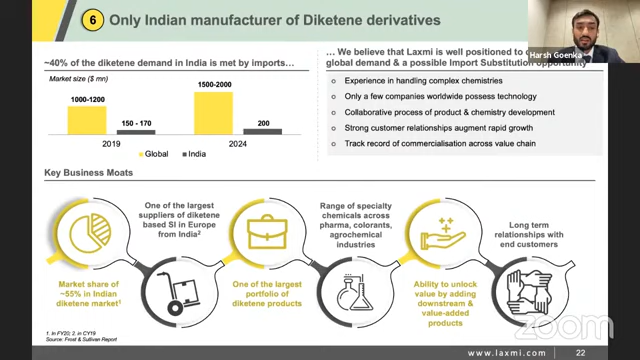 6
Only Indian manufacturer of Diketene derivatives
Harsh Goenka
~40% of the diketene demand in India is met by imports…
Market size ($ mn)
1000-1200
150 - 170
1500-2000
200
2019
2024
Global
India
… We believe that Laxmi is well positioned to
global demand & a possible Import Substitution opportunity
Experience in handling complex chemistries
Only a few companies worldwide possess technology
Collaborative process of product & chemistry development
Strong customer relationships augment rapid growth
Track record of commercialisation across value chain
Key Business Moats
Market share of
~55% in Indian
diketene market¹
One of the largest
suppliers of diketene
based SI in Europe
from India²
One of the largest
portfolio of
diketene products
Range of specialty
chemicals across
pharma, colorants,
agrochemical
industries
Ability to unlock
value by adding
downstream &
value-added
products
Long term
relationships with
end customers
1. In FY20; 2. in CY19
Source: Frost & Sullivan Report
zoom
www.laxmi.com
22